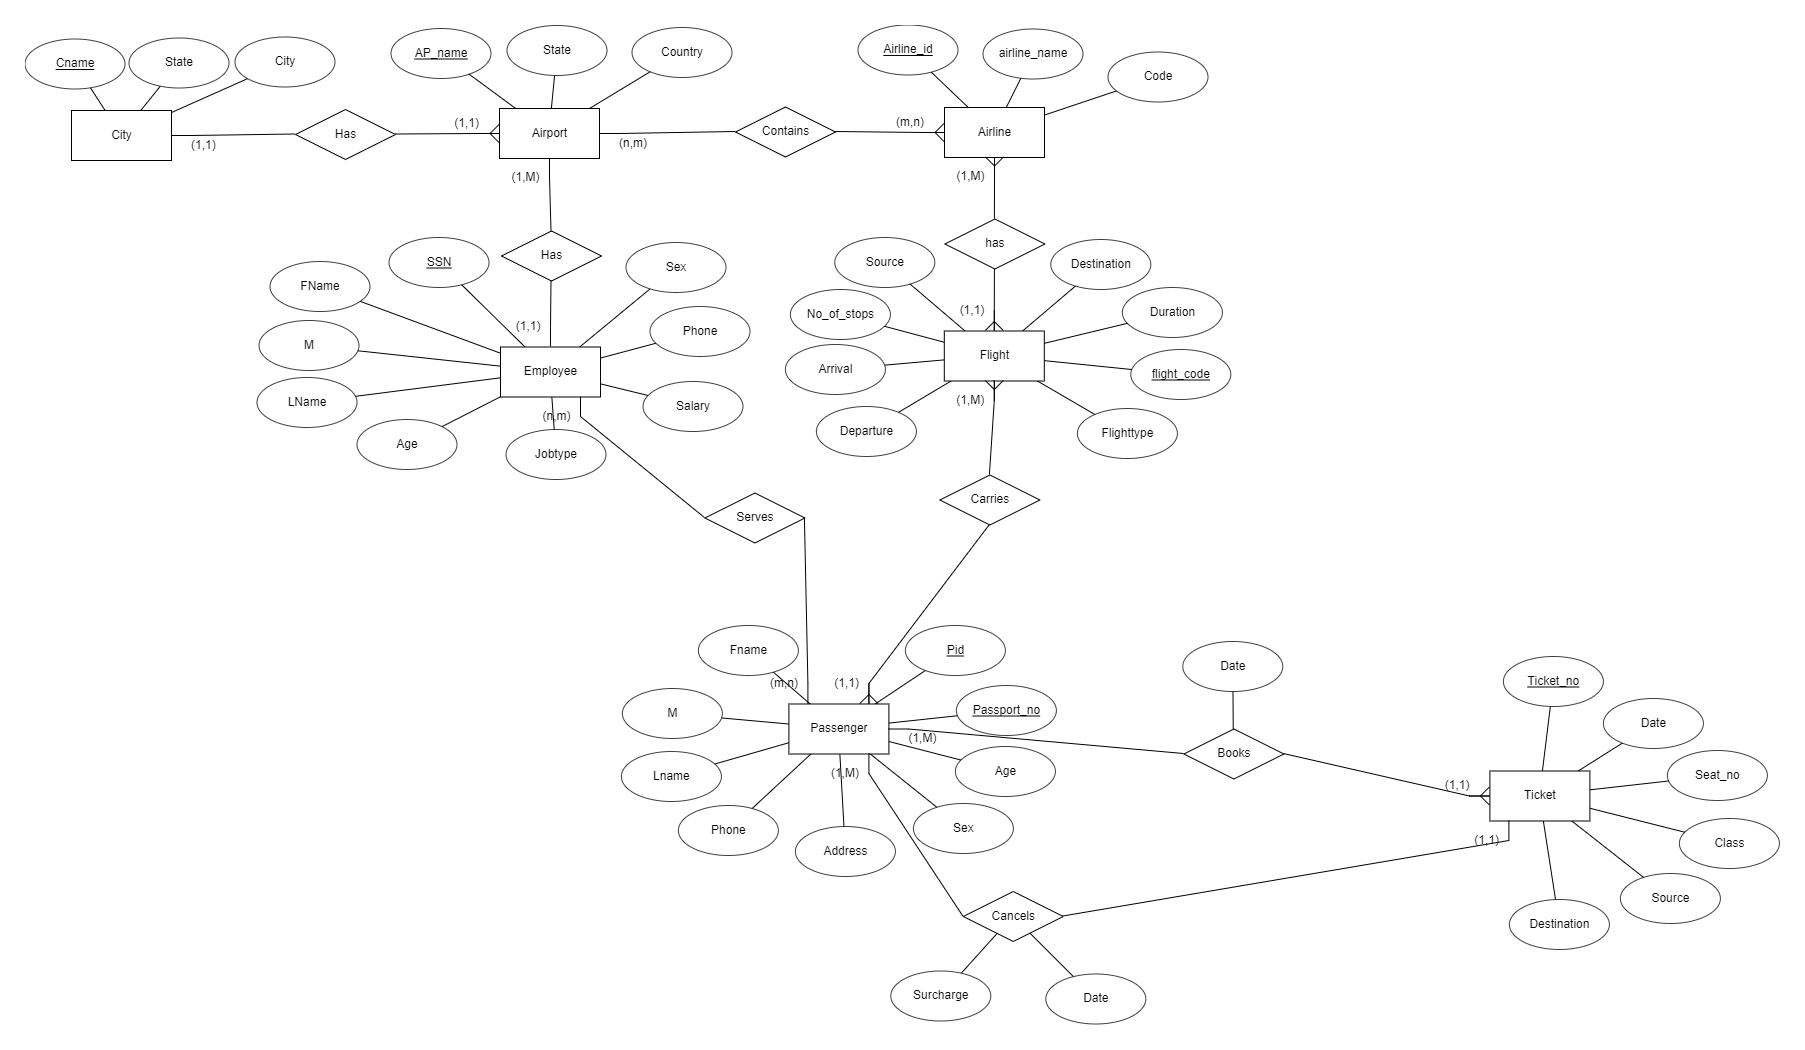 Cname
State
City
AP_name
State
Country
Airline_id
airline_name
Code
City
(1,1)
Has
(1,1)
Airport
(n,m)
Contains
(m,n)
Airline
(1,M)
(1,M)
Has
has
SSN
Sex
FName
M
LName
Age
Jobtype
Phone
Salary
(1,1)
Employee
(n,m)
Source
Destination
No_of_stops
Duration
Arrival
flight_code
Departure
Flighttype
(1,1)
Flight
(1,M)
Serves
Carries
Fname
Pid
(m,n)
(1,1)
M
Passport_no
Passenger
(1,M)
Lname
Age
(1,M)
Phone
Address
Sex
Date
Books
(1,1)
Ticket_no
Date
Seat_no
Ticket
Class
(1,1)
Source
Destination
Cancels
Surcharge
Date